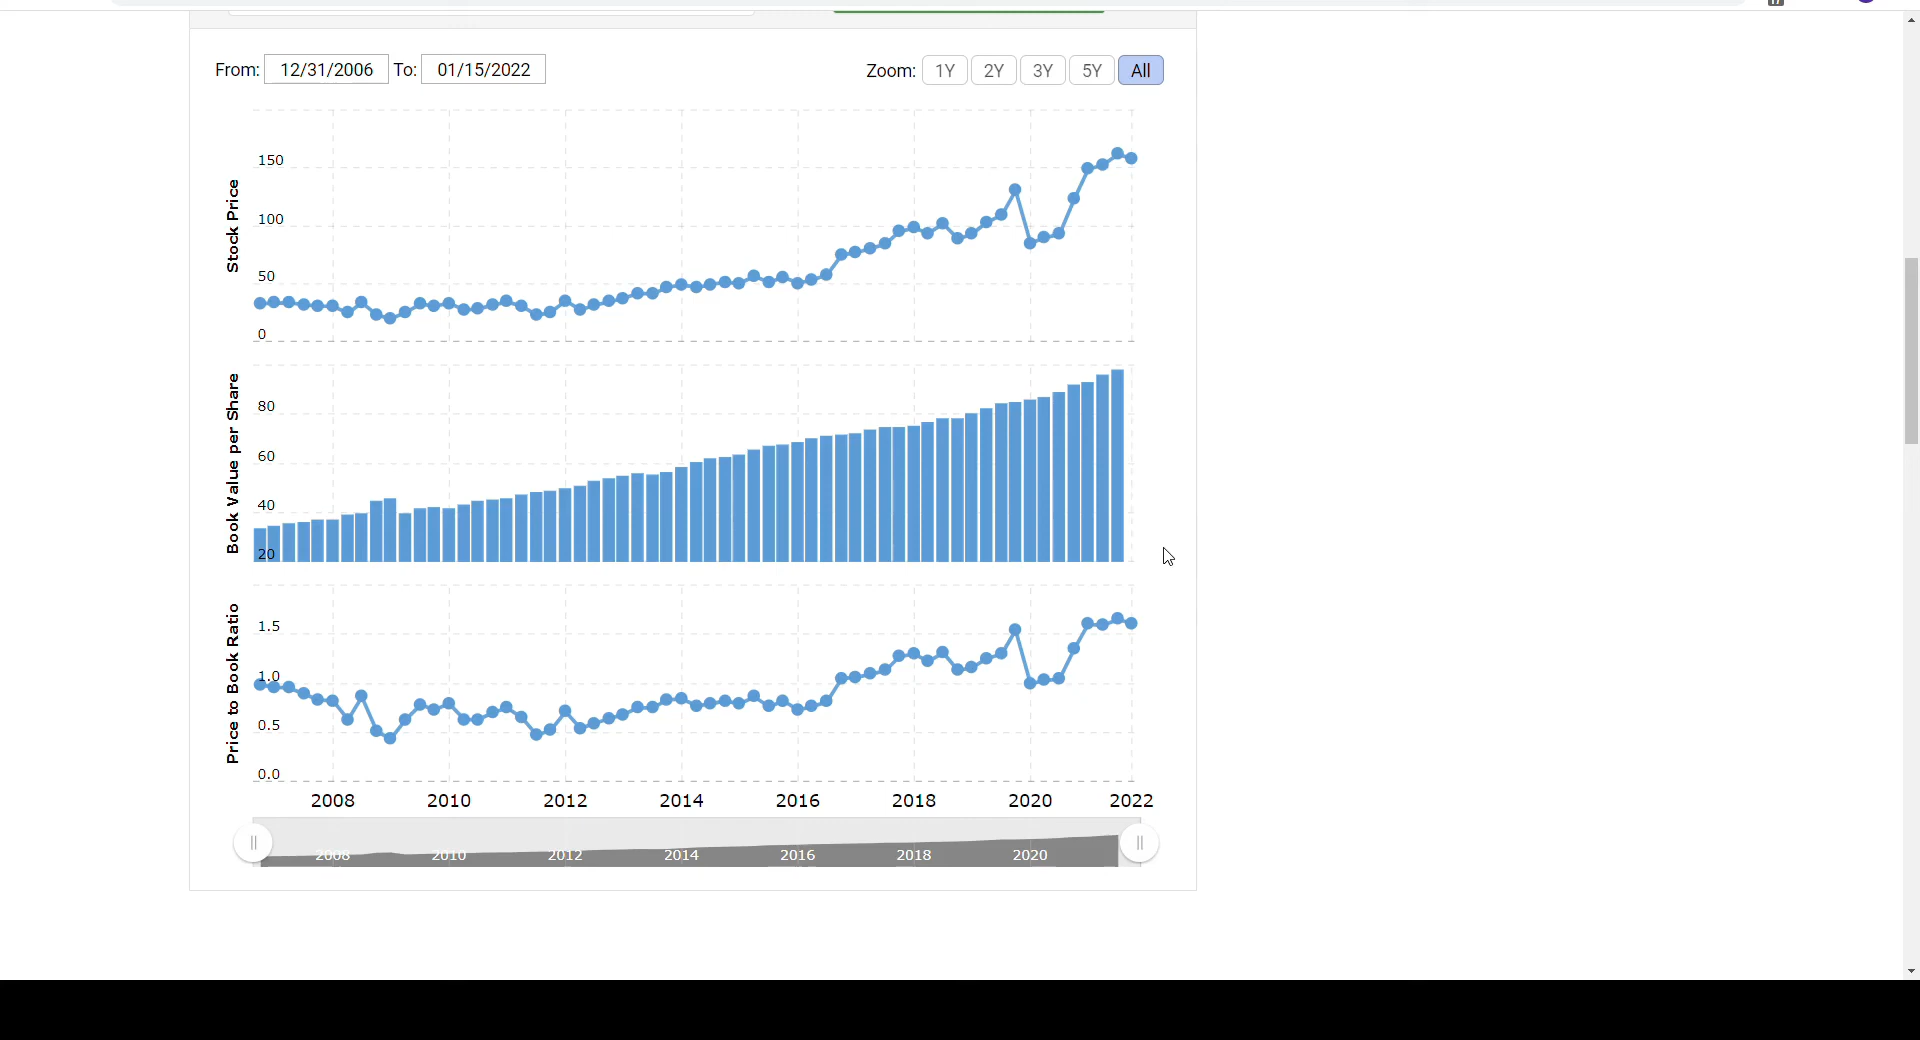 From: 12/31/2006 To: 01/15/2022
Zoom: 1Y 2Y 3Y 5Y All
Stock Price
150
100
50
0
Book Value per Share
80
60
40
20
Price to Book Ratio
1.5
1.0
0.5
0.0
2008 2010 2012 2014 2016 2018 2020 2022
2008 2010 2012 2014 2016 2018 2020